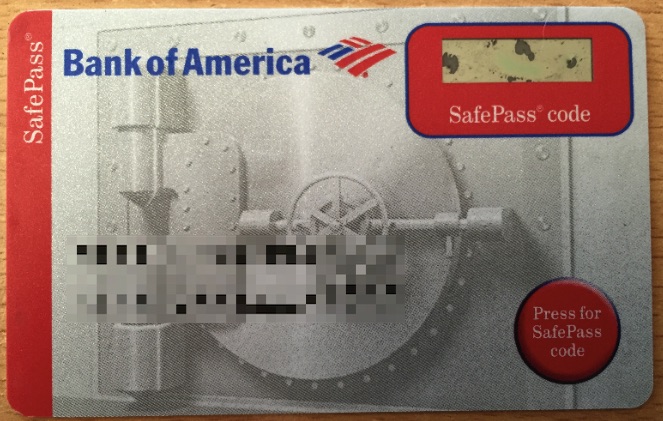 SafePass®
Bank of America
SafePass® code
Press for
SafePass
code